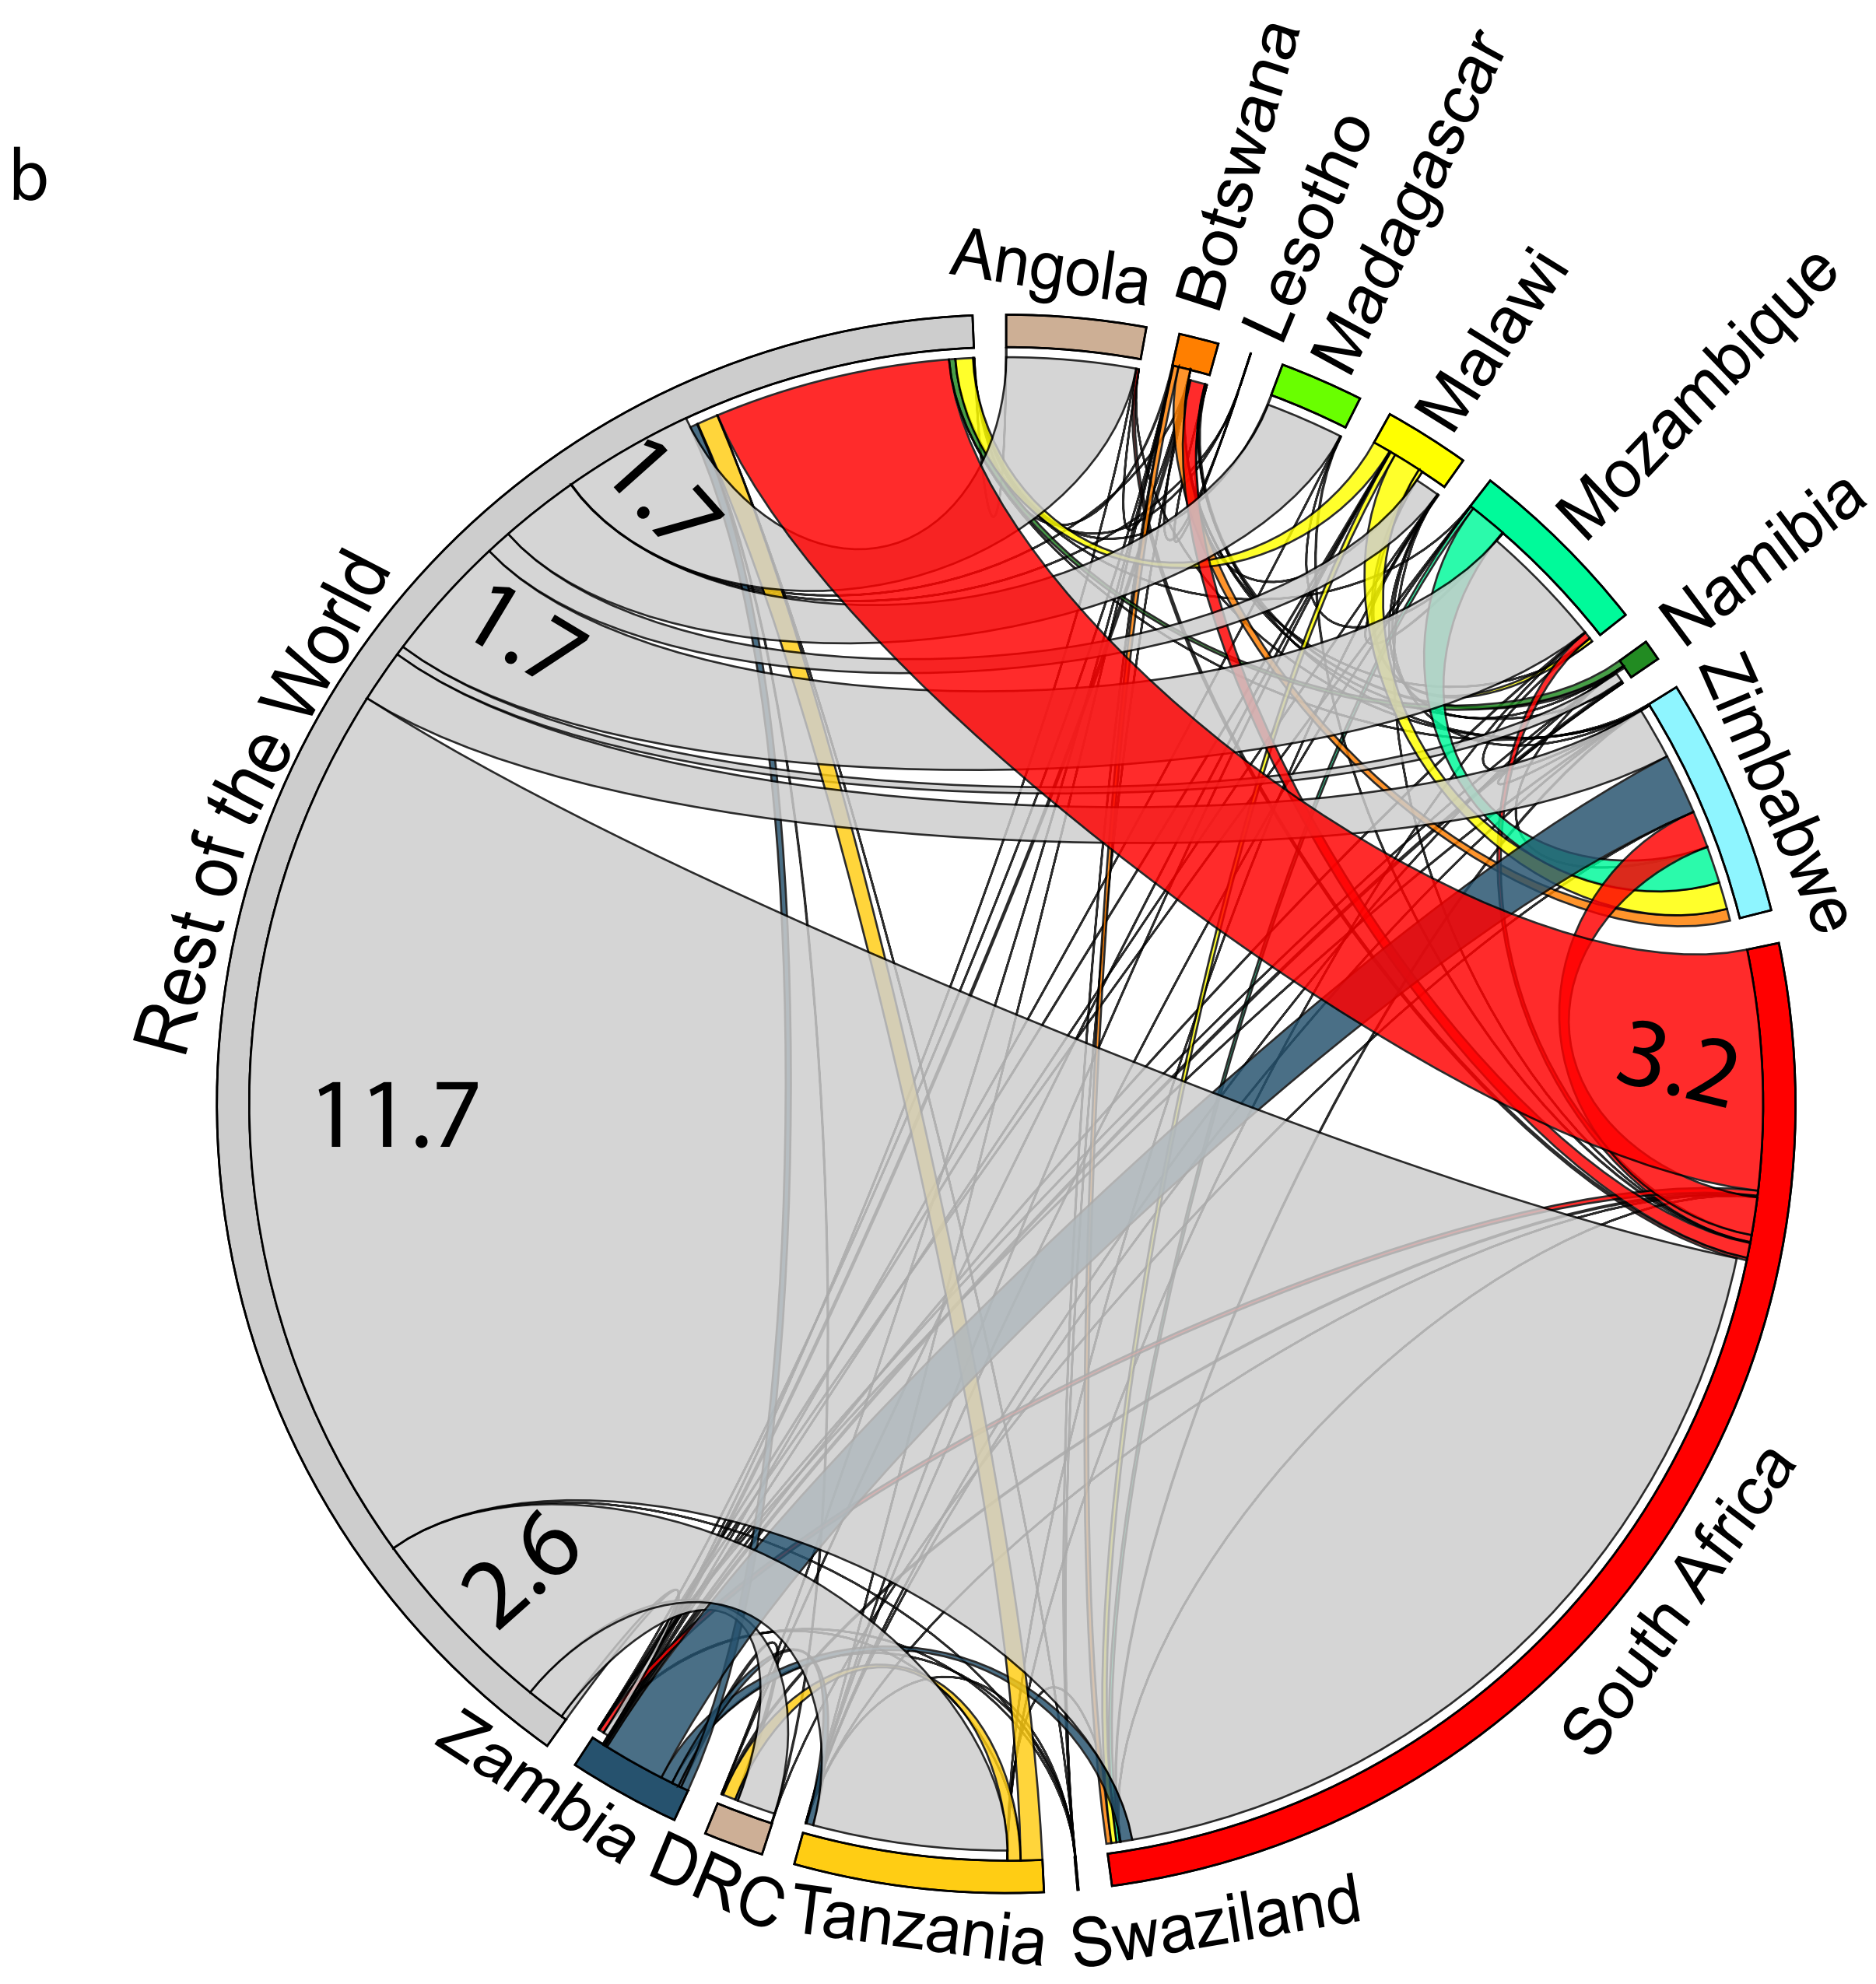 b
Angola
Botswana
Lesotho
Madagascar
Malawi
Mozambique
Namibia
Zimbabwe
South Africa
Swaziland
Tanzania
DRC
Zambia
Rest of the World
1.7
1.7
11.7
2.6
3.2